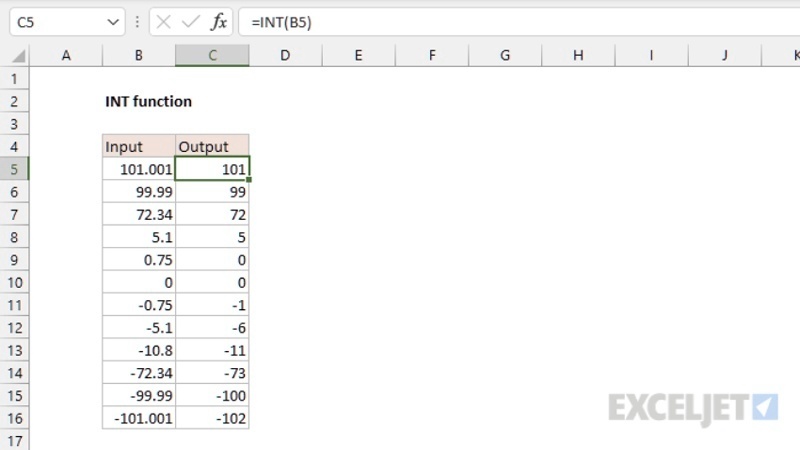 C5 fx =INT(B5)
A B C D E F G H I J K
1
2 INT function
3
4 Input Output
5 101.001 101
6 99.99 99
7 72.34 72
8 5.1 5
9 0.75 0
10 0 0
11 -0.75 -1
12 -5.1 -6
13 -10.8 -11
14 -72.34 -73
15 -99.99 -100
16 -101.001 -102
17
EXCELJET